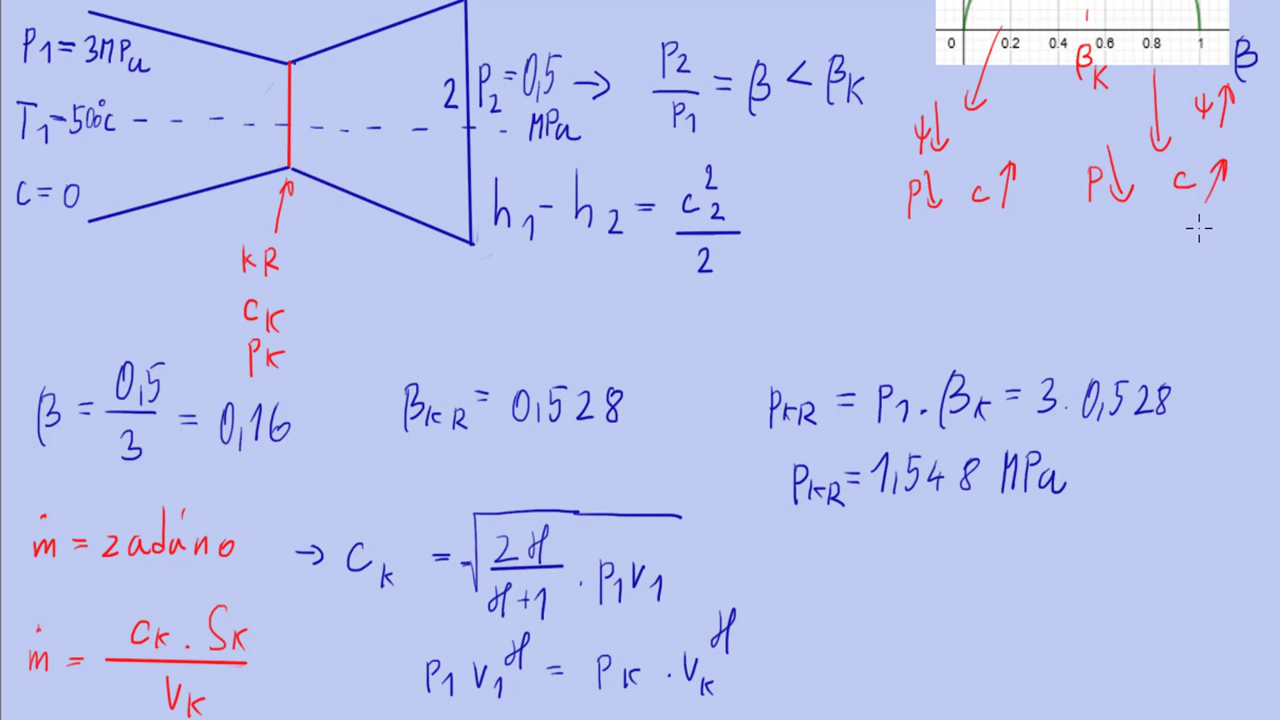 P1 = 3MPa
T1 = 500°C
c = 0
2
P2 = 0,5 → P2/P1 = β < βK
MPa
h1 - h2 = c2²/2
KR
cK
PK
0 0.2 0.4 0.6 0.8 1
βK
β
ψ↓
ψ↑
P↓ c↑
P↓ c↑
β = 0,5/3 = 0,16
βKR = 0,528
PKR = P1 . βK = 3 . 0,528
PKR = 1,548 MPa
ṁ = zadáno
→ cK = √(2ϰ/(ϰ+1) . P1V1)
ṁ = cK . SK / VK
P1 V1^ϰ = PK . VK^ϰ